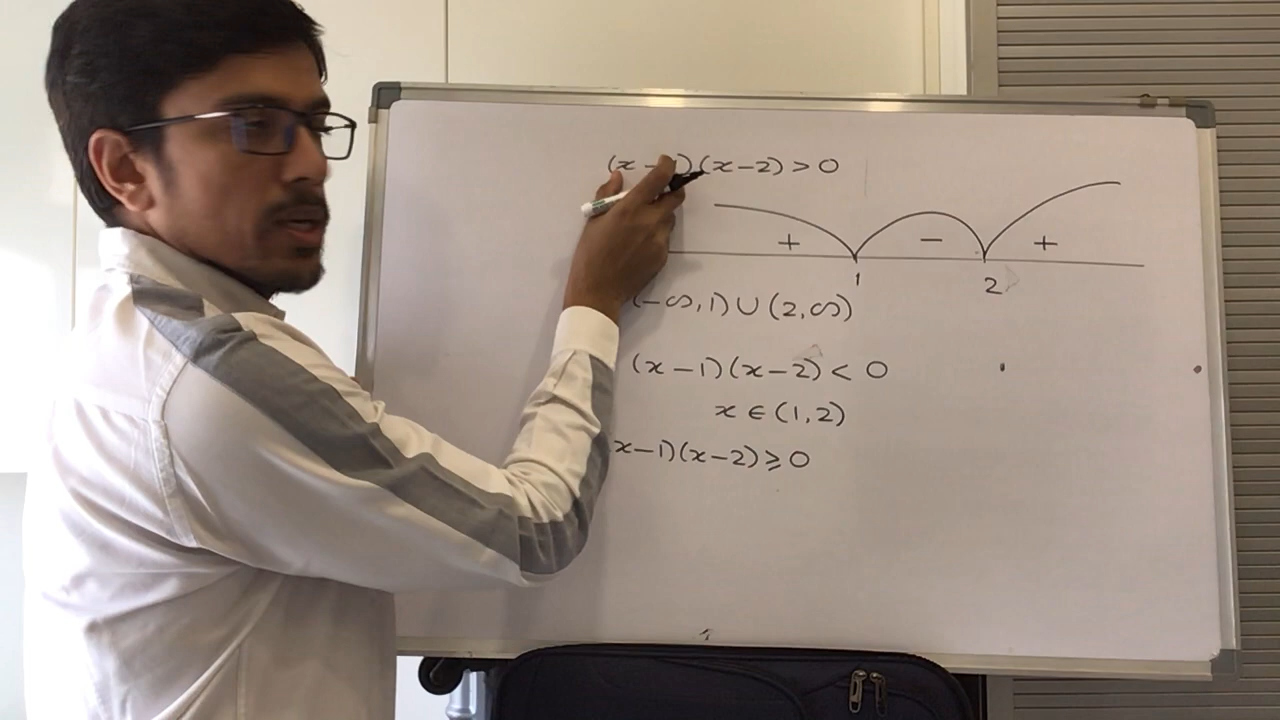 (x - 1)(x-2) > 0
+ - +
1 2
(-∞,1) ∪ (2,∞)
(x-1)(x-2) < 0
x ∈ (1,2)
x-1)(x-2) ⩾ 0